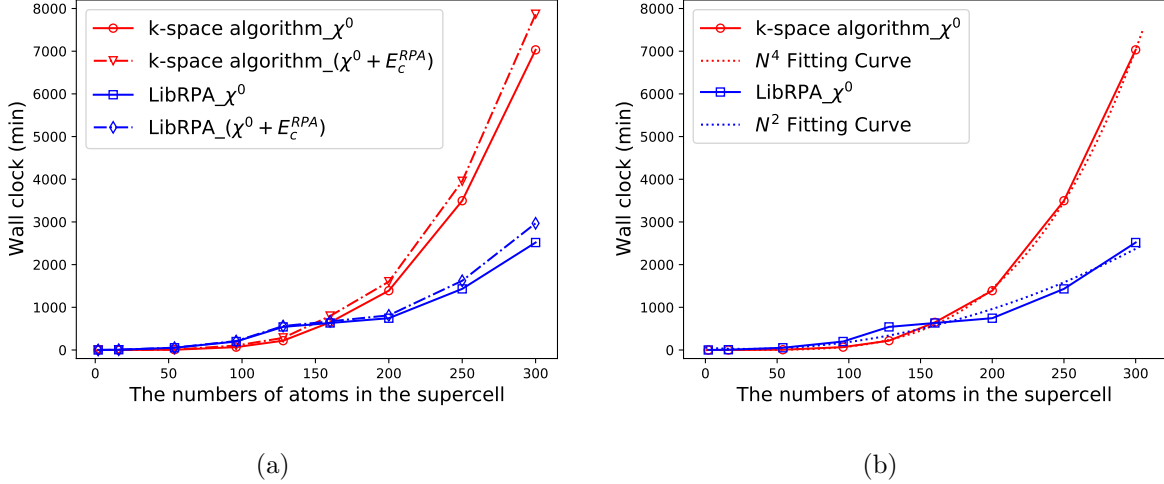 k-space algorithm_χ⁰
k-space algorithm_(χ⁰ + E_c^{RPA})
LibRPA_χ⁰
LibRPA_(χ⁰ + E_c^{RPA})
Wall clock (min)
8000
7000
6000
5000
4000
3000
2000
1000
0
0 50 100 150 200 250 300
The numbers of atoms in the supercell
(a)
k-space algorithm_χ⁰
N⁴ Fitting Curve
LibRPA_χ⁰
N² Fitting Curve
Wall clock (min)
8000
7000
6000
5000
4000
3000
2000
1000
0
0 50 100 150 200 250 300
The numbers of atoms in the supercell
(b)